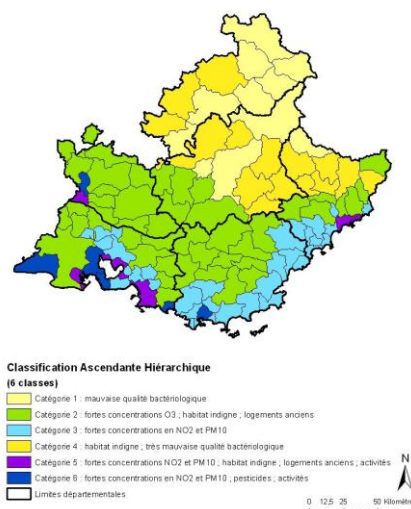 Classification Ascendante Hiérarchique
(6 classes)
Catégorie 1 : mauvaise qualité bactériologique
Catégorie 2 : fortes concentrations O3 ; habitat indigne ; logements anciens
Catégorie 3 : fortes concentrations en NO2 et PM10
Catégorie 4 : habitat indigne ; très mauvaise qualité bactériologique
Catégorie 5 : fortes concentrations NO2 et PM10 ; habitat indigne ; logements anciens ; activités
Catégorie 6 : fortes concentrations en NO2 et PM10 ; pesticides ; activités
Limites départementales
N
0 12,5 25 50 Kilomètr